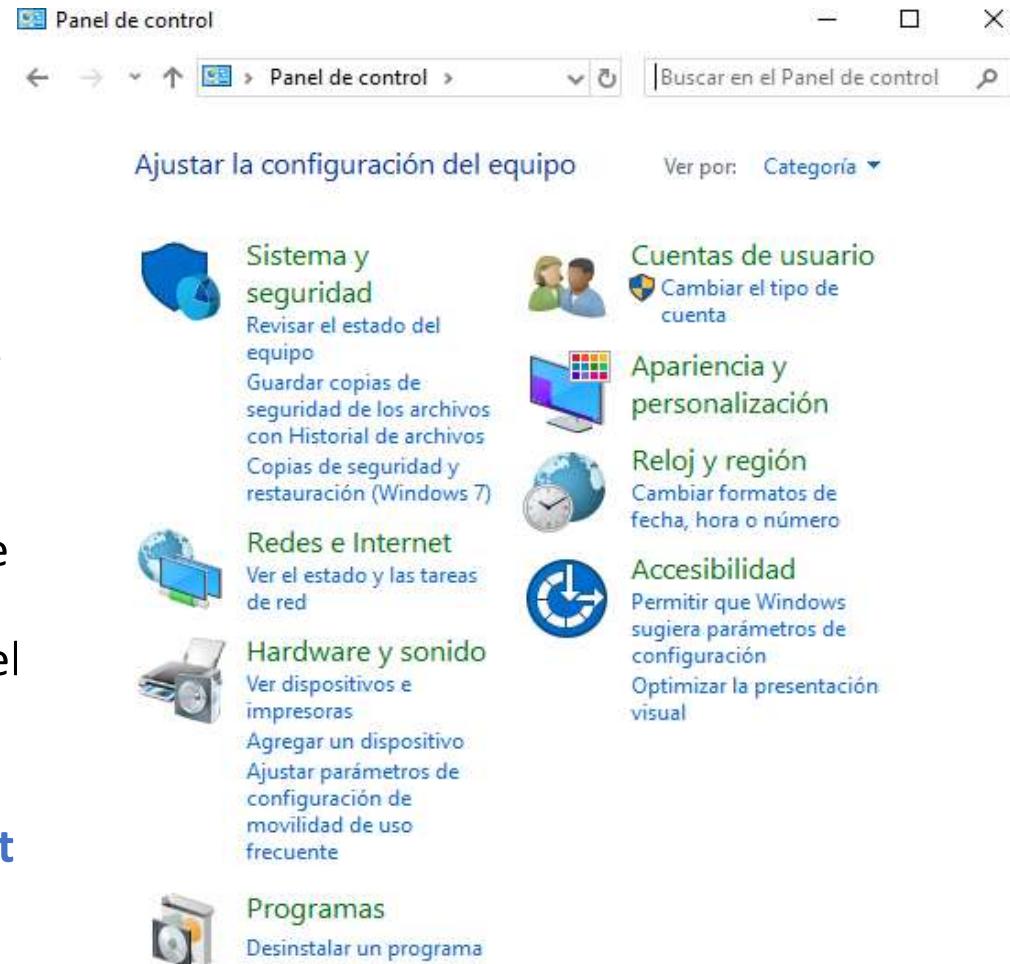 Panel de control
Panel de control
Buscar en el Panel de control
Ajustar la configuración del equipo
Ver por: Categoría
Sistema y
seguridad
Revisar el estado del
equipo
Guardar copias de
seguridad de los archivos
con Historial de archivos
Copias de seguridad y
restauración (Windows 7)
Redes e Internet
Ver el estado y las tareas
de red
Hardware y sonido
Ver dispositivos e
impresoras
Agregar un dispositivo
Ajustar parámetros de
configuración de
movilidad de uso
frecuente
Programas
Desinstalar un programa
Cuentas de usuario
Cambiar el tipo de
cuenta
Apariencia y
personalización
Reloj y región
Cambiar formatos de
fecha, hora o número
Accesibilidad
Permitir que Windows
sugiera parámetros de
configuración
Optimizar la presentación
visual